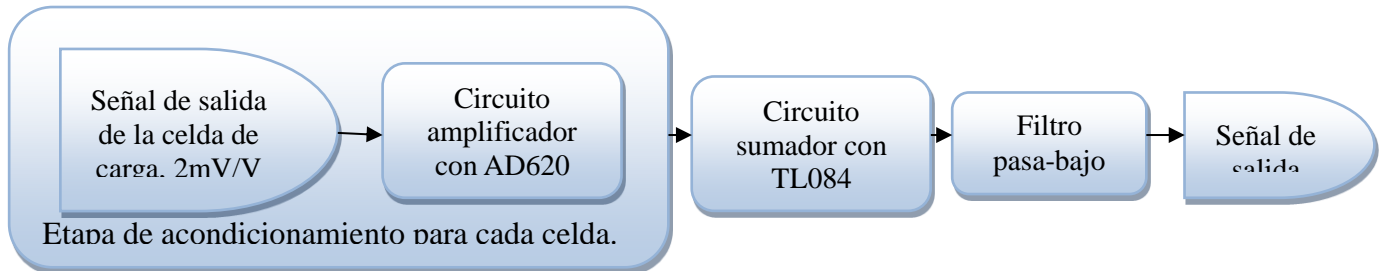 Señal de salida
de la celda de
carga, 2mV/V
Circuito
amplificador
con AD620
Etapa de acondicionamiento para cada celda.
Circuito
sumador con
TL084
Filtro
pasa-bajo
Señal de
salida